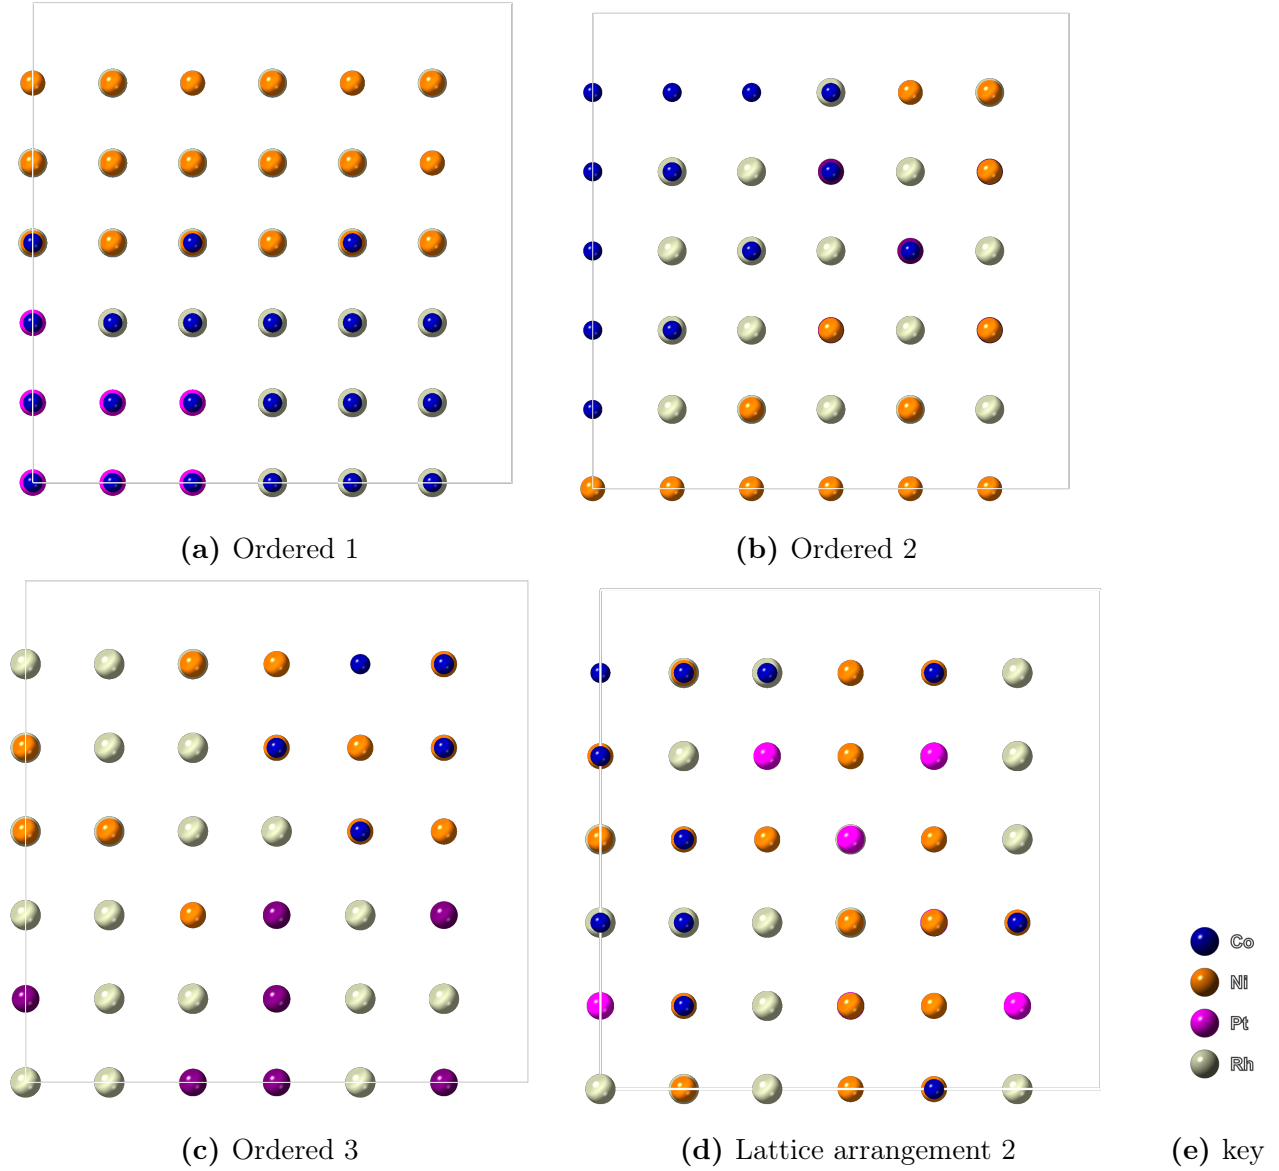 (a) Ordered 1
(b) Ordered 2
Co
Ni
Pt
Rh
(c) Ordered 3
(d) Lattice arrangement 2
(e) key